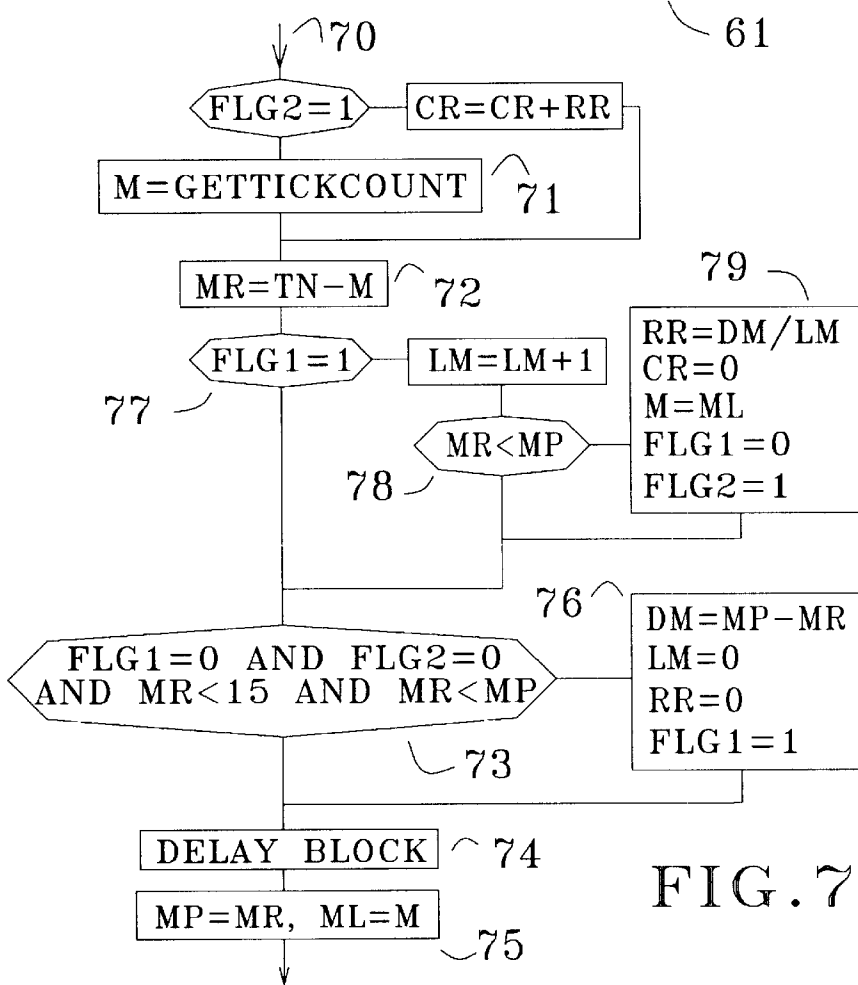 61
70
FLG2=1
CR=CR+RR
M=GETTICKCOUNT
71
MR=TN-M
72
79
FLG1=1
77
LM=LM+1
MR<MP
78
RR=DM/LM
CR=0
M=ML
FLG1=0
FLG2=1
FLG1=0 AND FLG2=0
AND MR<15 AND MR<MP
73
76
DM=MP-MR
LM=0
RR=0
FLG1=1
DELAY BLOCK
74
MP=MR, ML=M
75
FIG.7